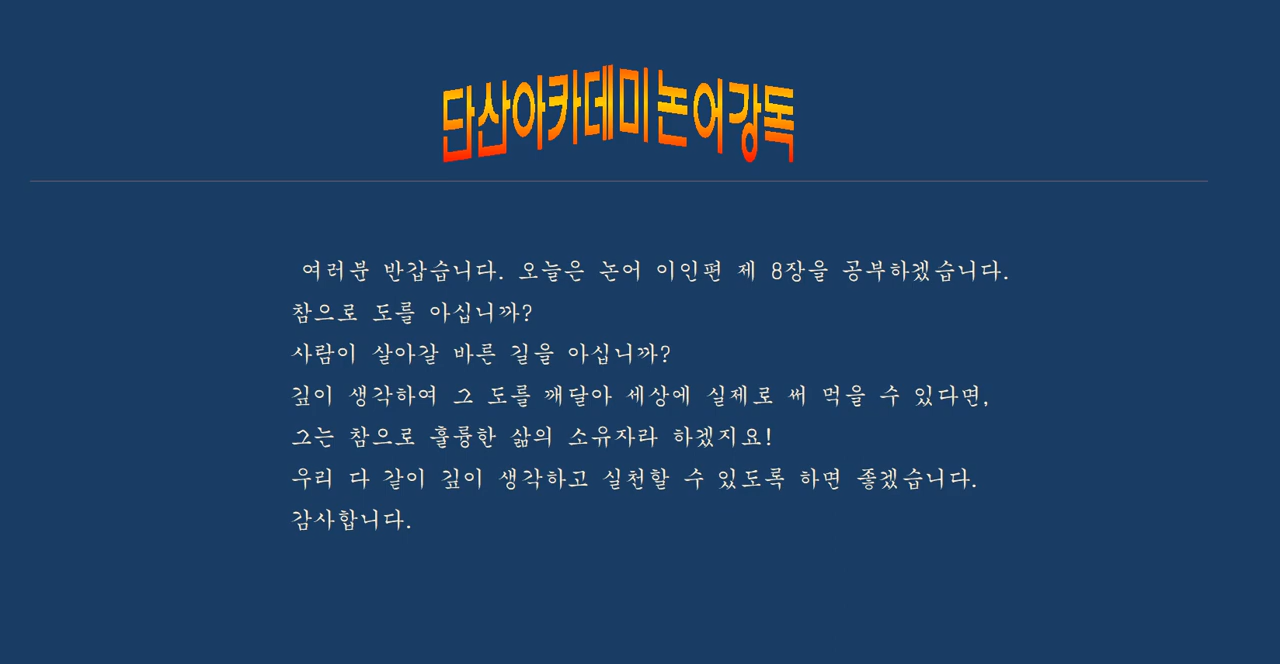 단산아카데미논어강독
여러분 반갑습니다. 오늘은 논어 이인편 제 8장을 공부하겠습니다.
참으로 도를 아십니까?
사람이 살아갈 바른 길을 아십니까?
깊이 생각하여 그 도를 깨달아 세상에 실제로 써 먹을 수 있다면,
그는 참으로 훌륭한 삶의 소유자라 하겠지요!
우리 다 같이 깊이 생각하고 실천할 수 있도록 하면 좋겠습니다.
감사합니다.